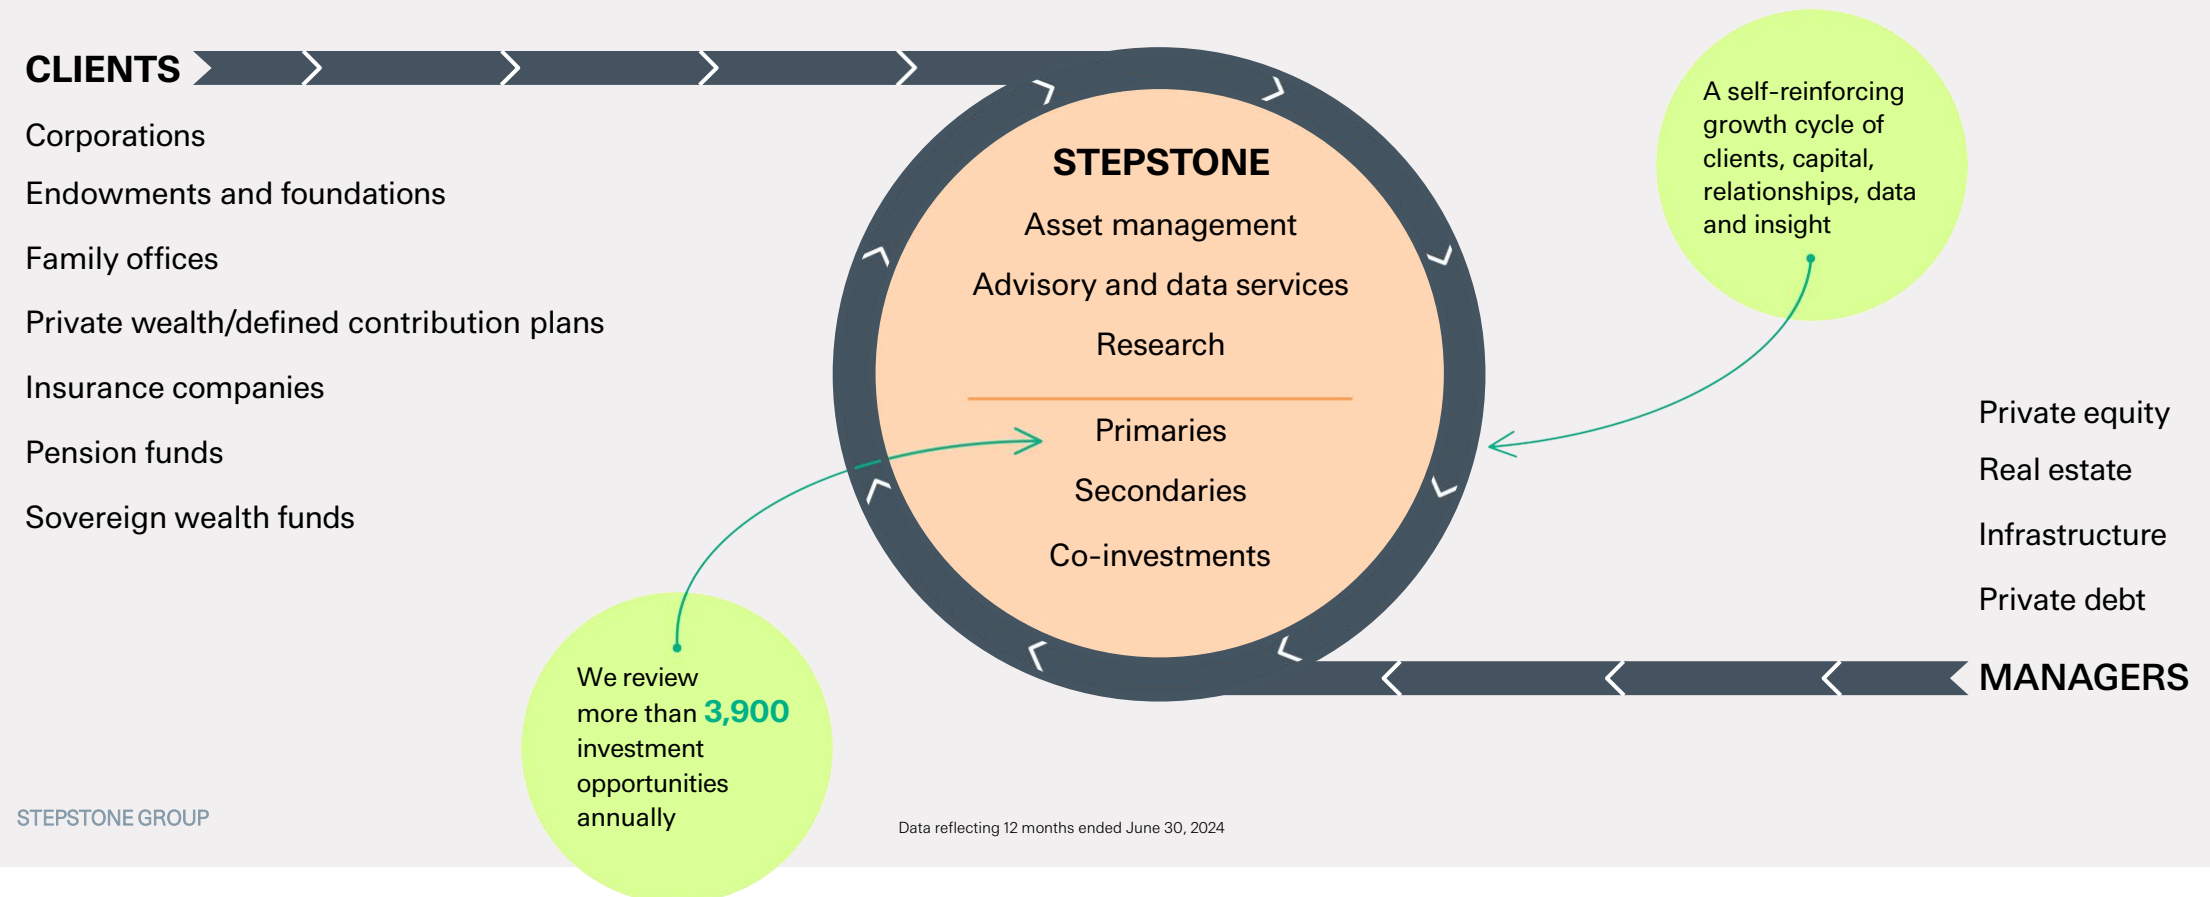 CLIENTS
Corporations
Endowments and foundations
Family offices
Private wealth/defined contribution plans
Insurance companies
Pension funds
Sovereign wealth funds
STEPSTONE
Asset management
Advisory and data services
Research
Primaries
Secondaries
Co-investments
A self-reinforcing
growth cycle of
clients, capital,
relationships, data
and insight
Private equity
Real estate
Infrastructure
Private debt
MANAGERS
We review
more than 3,900
investment
opportunities
annually
STEPSTONE GROUP
Data reflecting 12 months ended June 30, 2024